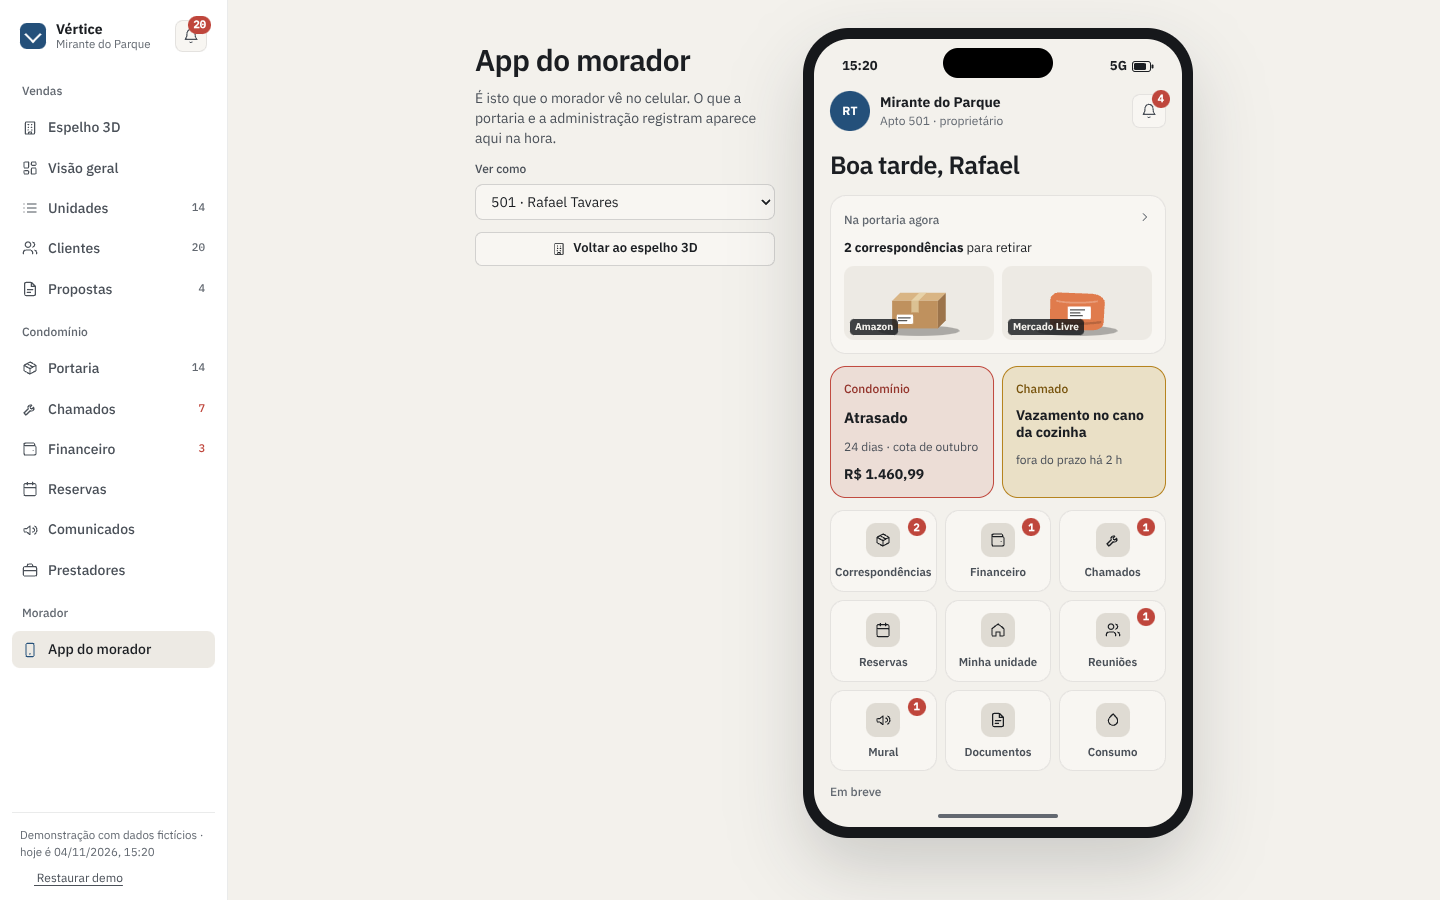 Vértice
Mirante do Parque
20
Vendas
Espelho 3D
Visão geral
Unidades 14
Clientes 20
Propostas 4
Condomínio
Portaria 14
Chamados 7
Financeiro 3
Reservas
Comunicados
Prestadores
Morador
App do morador
Demonstração com dados fictícios ·
hoje é 04/11/2026, 15:20
Restaurar demo
App do morador
É isto que o morador vê no celular. O que a
portaria e a administração registram aparece
aqui na hora.
Ver como
501 · Rafael Tavares
Voltar ao espelho 3D
15:20 5G
RT
Mirante do Parque
Apto 501 · proprietário
4
Boa tarde, Rafael
Na portaria agora
2 correspondências para retirar
Amazon
Mercado Livre
Condomínio
Atrasado
24 dias · cota de outubro
R$ 1.460,99
Chamado
Vazamento no cano
da cozinha
fora do prazo há 2 h
2
Correspondências
1
Financeiro
1
Chamados
Reservas
Minha unidade
1
Reuniões
1
Mural
Documentos
Consumo
Em breve